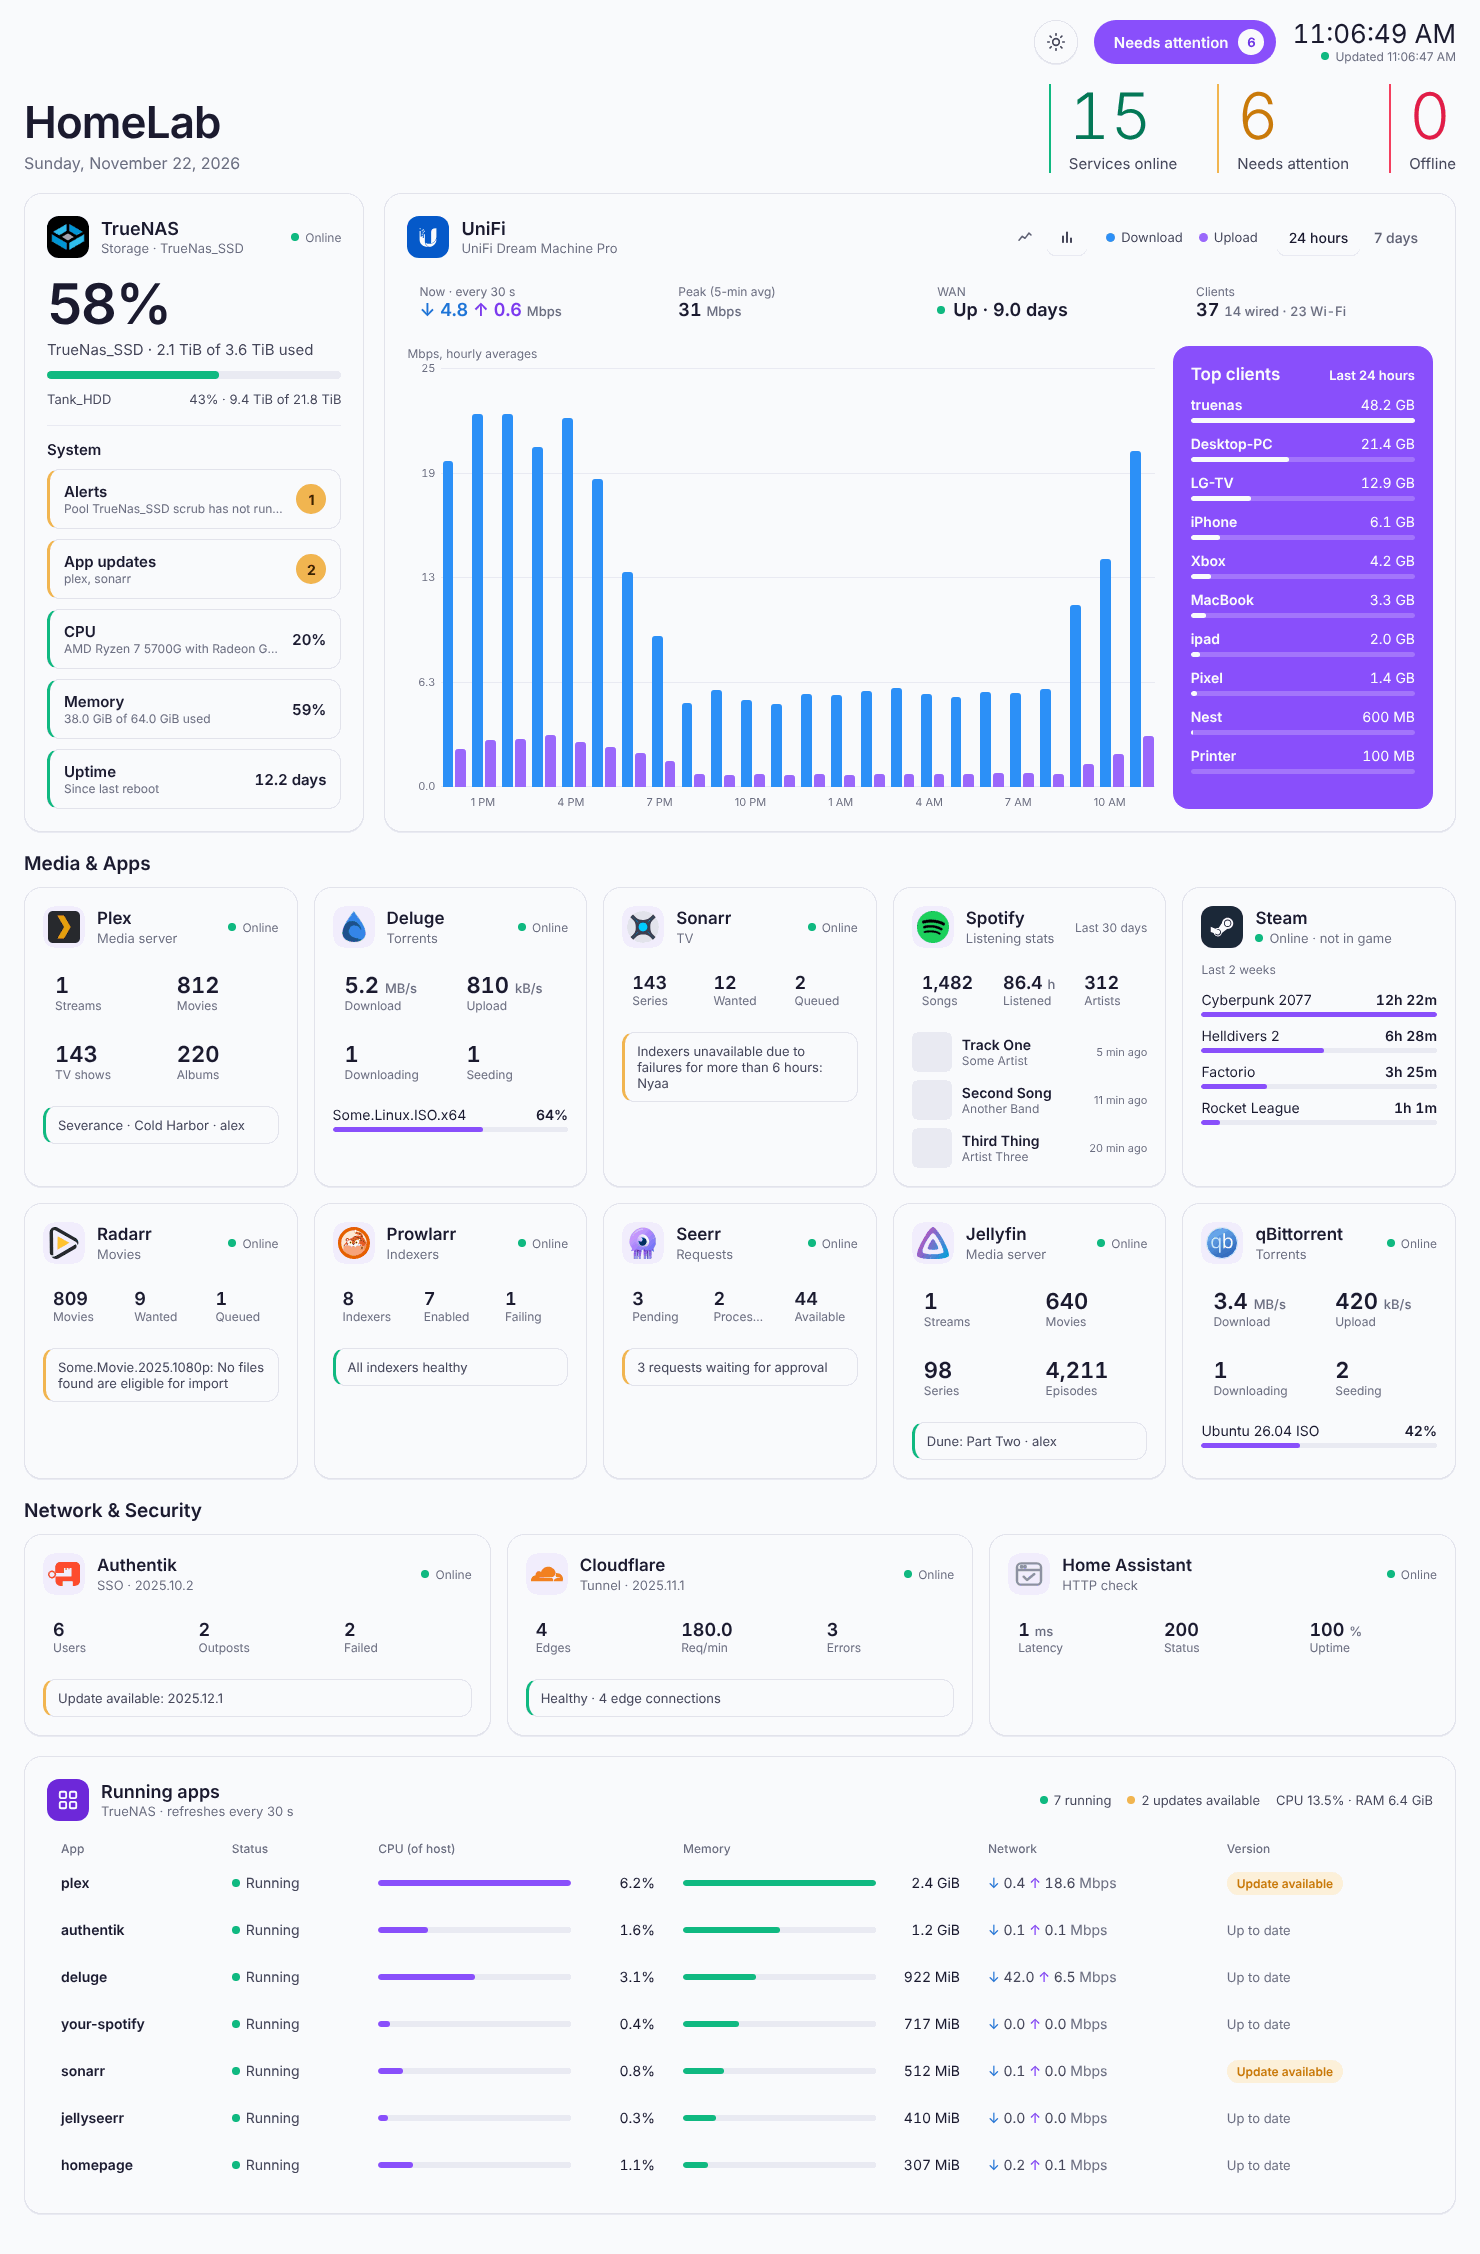 Needs attention 6
11:06:49 AM
Updated 11:06:47 AM
HomeLab
Sunday, November 22, 2026
15
Services online
6
Needs attention
0
Offline
TrueNAS
Storage · TrueNas_SSD
Online
58%
TrueNas_SSD · 2.1 TiB of 3.6 TiB used
Tank_HDD 43% · 9.4 TiB of 21.8 TiB
System
Alerts
Pool TrueNas_SSD scrub has not run...
1
App updates
plex, sonarr
2
CPU
AMD Ryzen 7 5700G with Radeon G...
20%
Memory
38.0 GiB of 64.0 GiB used
59%
Uptime
Since last reboot
12.2 days
UniFi
UniFi Dream Machine Pro
Download Upload 24 hours 7 days
Now · every 30 s
↓ 4.8 ↑ 0.6 Mbps
Peak (5-min avg)
31 Mbps
WAN
Up · 9.0 days
Clients
37 14 wired · 23 Wi-Fi
Mbps, hourly averages
25
19
13
6.3
0.0
1 PM 4 PM 7 PM 10 PM 1 AM 4 AM 7 AM 10 AM
Top clients Last 24 hours
truenas 48.2 GB
Desktop-PC 21.4 GB
LG-TV 12.9 GB
iPhone 6.1 GB
Xbox 4.2 GB
MacBook 3.3 GB
ipad 2.0 GB
Pixel 1.4 GB
Nest 600 MB
Printer 100 MB
Media & Apps
Plex
Media server
Online
1 812
Streams Movies
143 220
TV shows Albums
Severance · Cold Harbor · alex
Deluge
Torrents
Online
5.2 MB/s 810 kB/s
Download Upload
1 1
Downloading Seeding
Some.Linux.ISO.x64 64%
Sonarr
TV
Online
143 12 2
Series Wanted Queued
Indexers unavailable due to
failures for more than 6 hours:
Nyaa
Spotify
Listening stats
Last 30 days
1,482 86.4 h 312
Songs Listened Artists
Track One
Some Artist
5 min ago
Second Song
Another Band
11 min ago
Third Thing
Artist Three
20 min ago
Steam
Online · not in game
Last 2 weeks
Cyberpunk 2077 12h 22m
Helldivers 2 6h 28m
Factorio 3h 25m
Rocket League 1h 1m
Radarr
Movies
Online
809 9 1
Movies Wanted Queued
Some.Movie.2025.1080p: No files
found are eligible for import
Prowlarr
Indexers
Online
8 7 1
Indexers Enabled Failing
All indexers healthy
Seerr
Requests
Online
3 2 44
Pending Proces... Available
3 requests waiting for approval
Jellyfin
Media server
Online
1 640
Streams Movies
98 4,211
Series Episodes
Dune: Part Two · alex
qb
qBittorrent
Torrents
Online
3.4 MB/s 420 kB/s
Download Upload
1 2
Downloading Seeding
Ubuntu 26.04 ISO 42%
Network & Security
Authentik
SSO · 2025.10.2
Online
6 2 2
Users Outposts Failed
Update available: 2025.12.1
Cloudflare
Tunnel · 2025.11.1
Online
4 180.0 3
Edges Req/min Errors
Healthy · 4 edge connections
Home Assistant
HTTP check
Online
1 ms 200 100 %
Latency Status Uptime
Running apps
TrueNAS · refreshes every 30 s
7 running 2 updates available CPU 13.5% · RAM 6.4 GiB
App Status CPU (of host) Memory Network Version
plex Running 6.2% 2.4 GiB ↓ 0.4 ↑ 18.6 Mbps Update available
authentik Running 1.6% 1.2 GiB ↓ 0.1 ↑ 0.1 Mbps Up to date
deluge Running 3.1% 922 MiB ↓ 42.0 ↑ 6.5 Mbps Up to date
your-spotify Running 0.4% 717 MiB ↓ 0.0 ↑ 0.0 Mbps Up to date
sonarr Running 0.8% 512 MiB ↓ 0.1 ↑ 0.0 Mbps Update available
jellyseerr Running 0.3% 410 MiB ↓ 0.0 ↑ 0.0 Mbps Up to date
homepage Running 1.1% 307 MiB ↓ 0.2 ↑ 0.1 Mbps Up to date